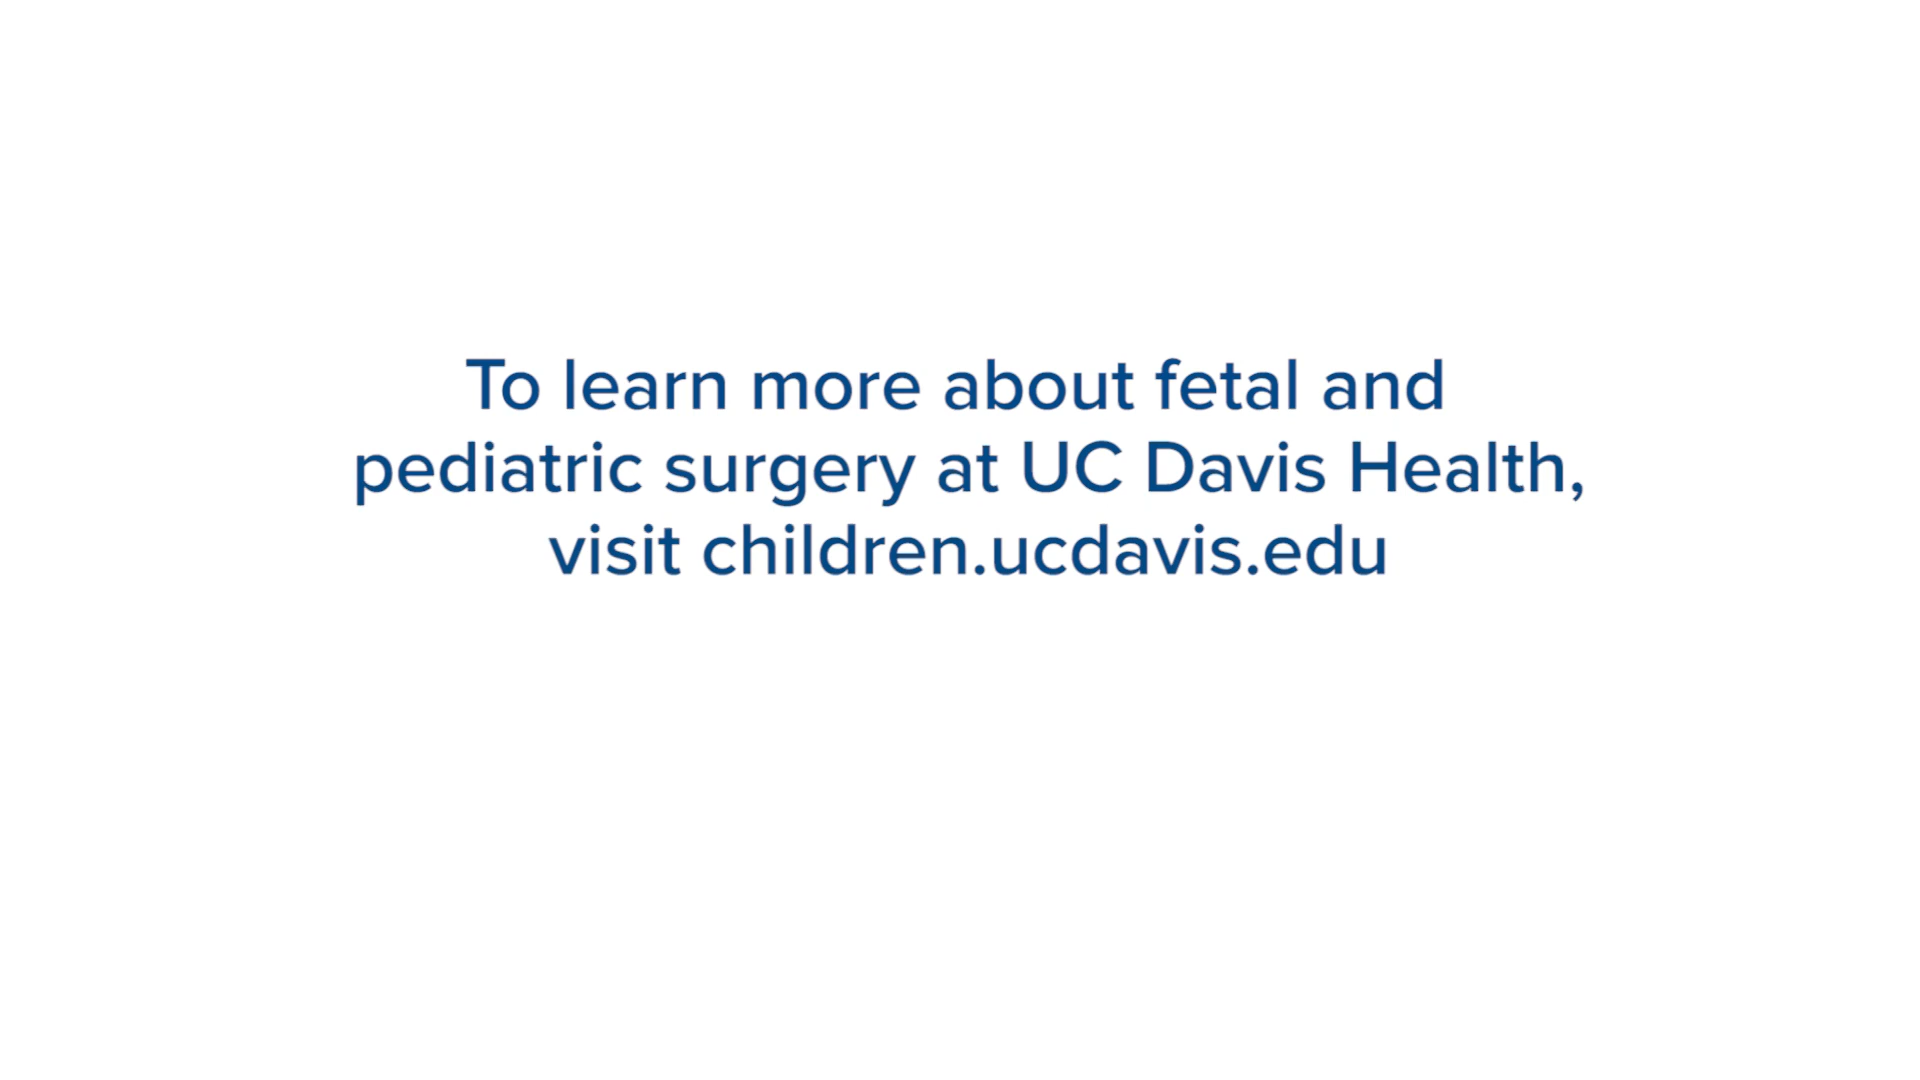 To learn more about fetal and
pediatric surgery at UC Davis Health,
visit children.ucdavis.edu